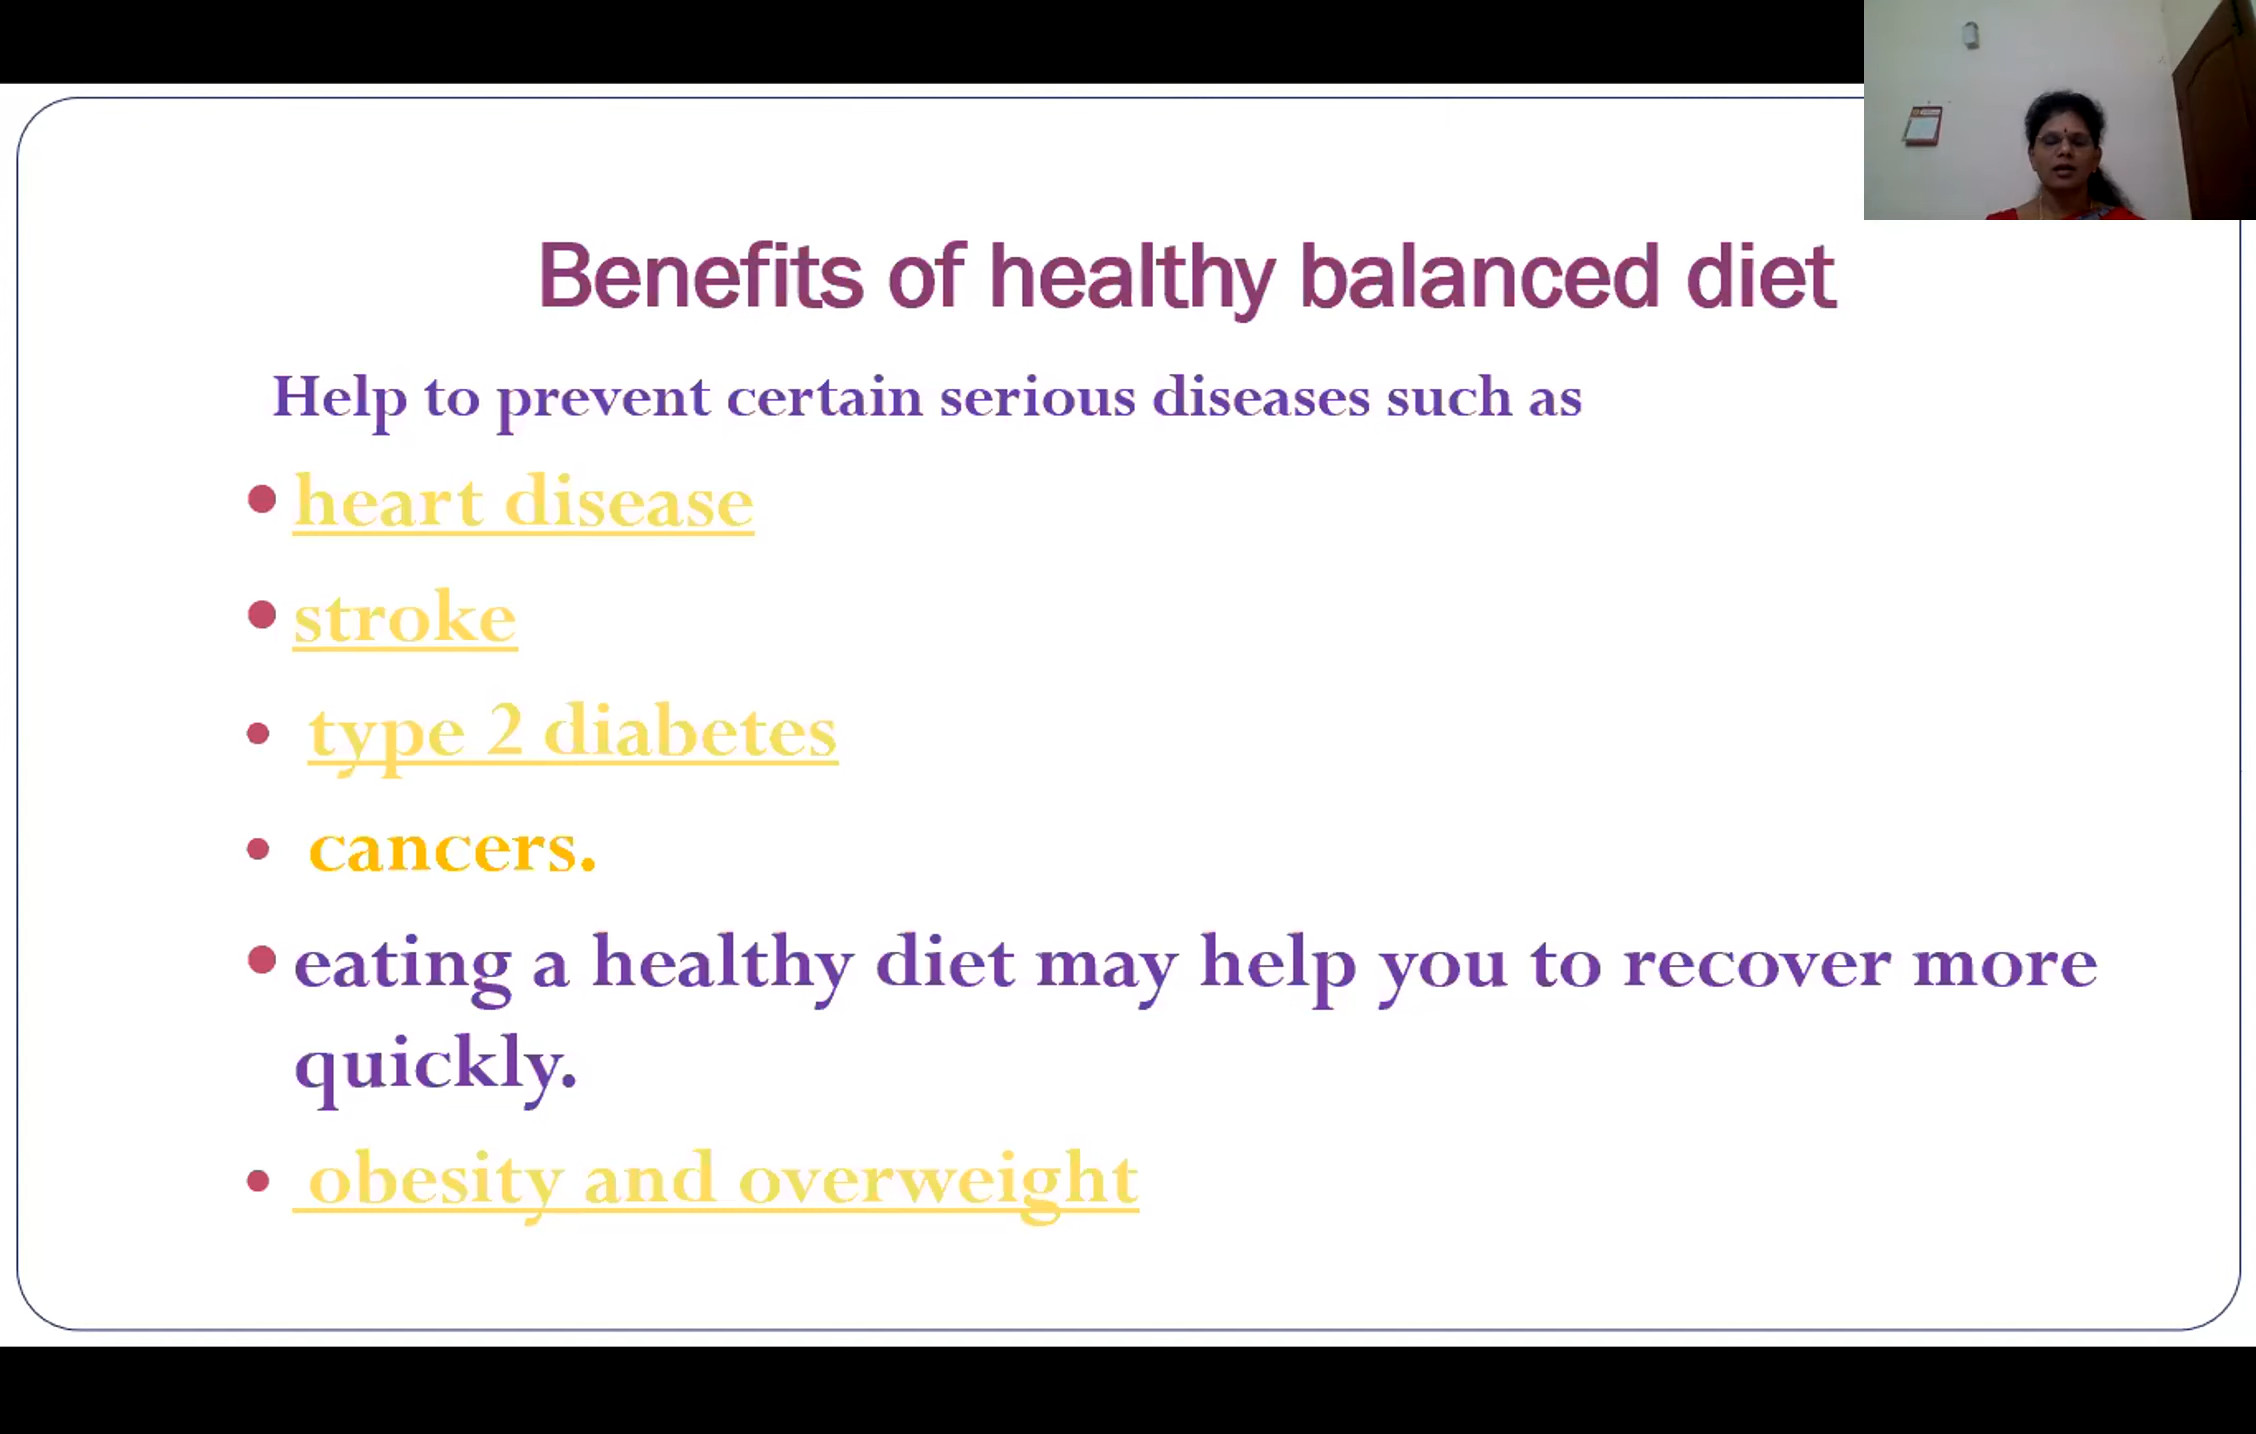 Benefits of healthy balanced diet
Help to prevent certain serious diseases such as
• heart disease
• stroke
• type 2 diabetes
• cancers.
• eating a healthy diet may help you to recover more
quickly.
• obesity and overweight